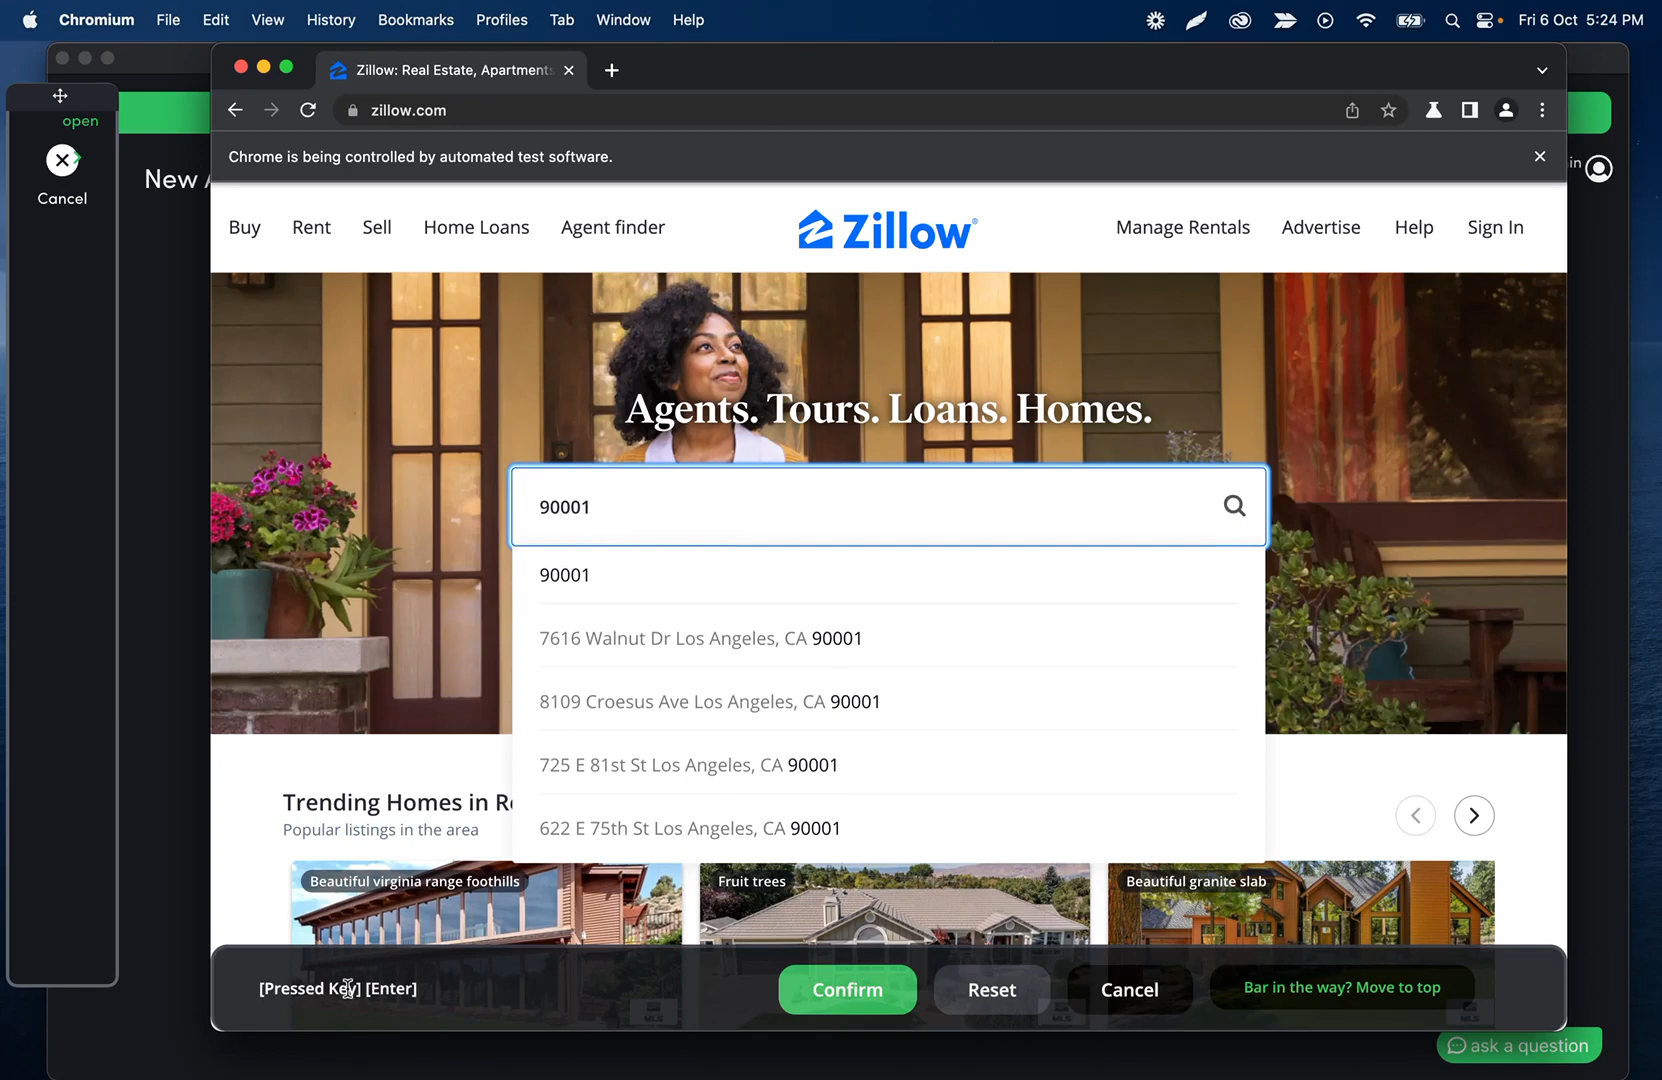 Chromium File Edit View History Bookmarks Profiles Tab Window Help Fri 6 Oct 5:24 PM
Zillow: Real Estate, Apartments
zillow.com
open
Chrome is being controlled by automated test software.
in
Cancel
New
Buy Rent Sell Home Loans Agent finder Zillow Manage Rentals Advertise Help Sign In
Agents. Tours. Loans. Homes.
90001
90001
7616 Walnut Dr Los Angeles, CA 90001
8109 Croesus Ave Los Angeles, CA 90001
725 E 81st St Los Angeles, CA 90001
622 E 75th St Los Angeles, CA 90001
Trending Homes in
Popular listings in the area
Beautiful virginia range foothills Fruit trees Beautiful granite slab
[Pressed Key] [Enter] Confirm Reset Cancel Bar in the way? Move to top
MLS MLS MLS
ask a question